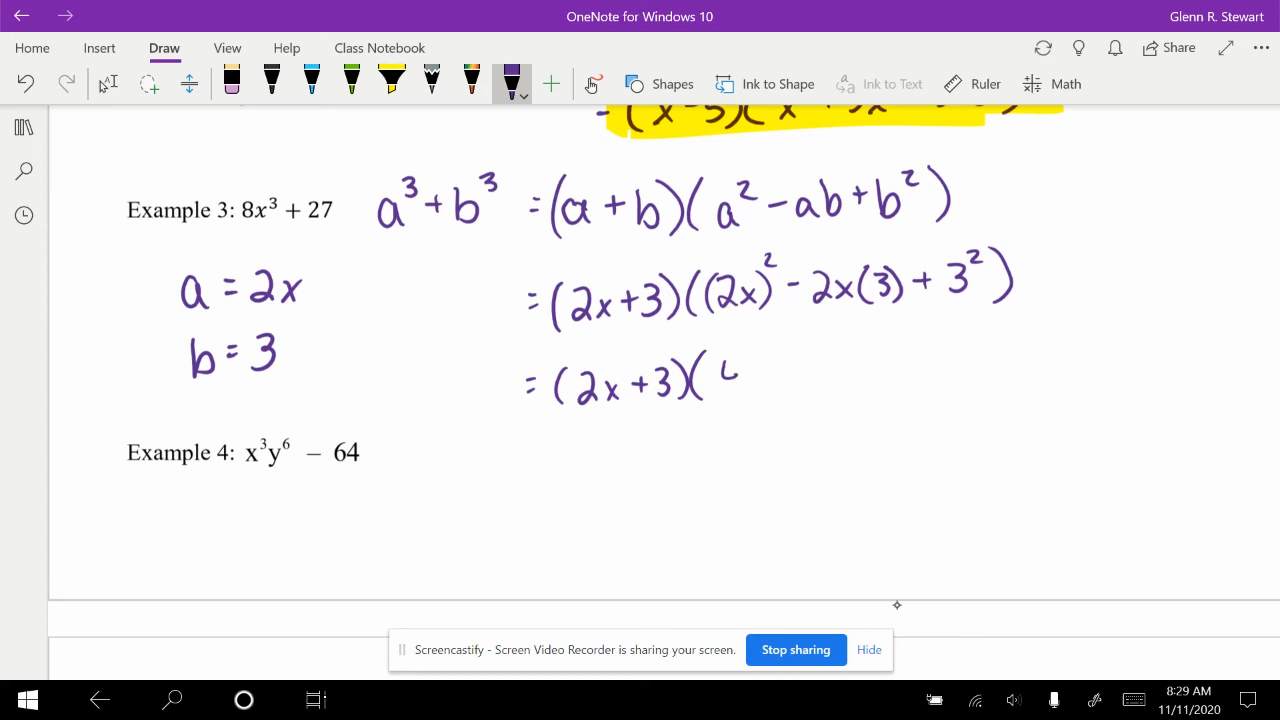 OneNote for Windows 10
Glenn R. Stewart
Home Insert Draw View Help Class Notebook Share
Shapes Ink to Shape Ink to Text Ruler Math
Example 3: 8x³ + 27 a³ + b³ = (a + b)(a² - ab + b²)
a = 2x = (2x+3)((2x)² - 2x(3) + 3²)
b = 3 = (2x+3)(
Example 4: x³y⁶ – 64
Screencastify - Screen Video Recorder is sharing your screen. Stop sharing Hide
8:29 AM
11/11/2020